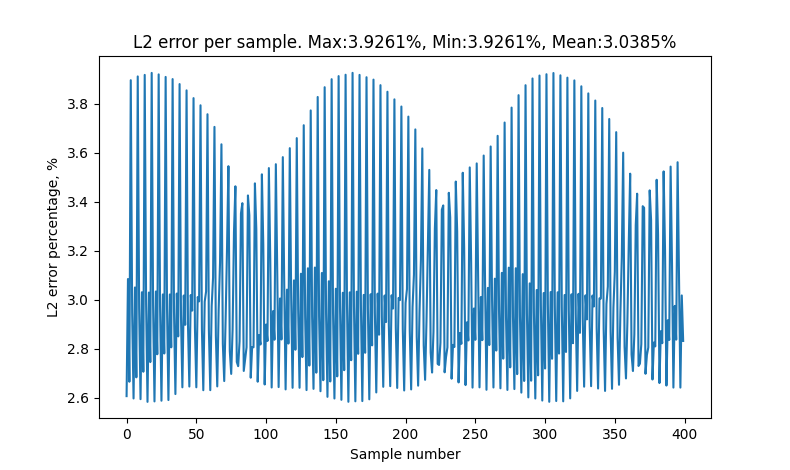 L2 error per sample. Max:3.9261%, Min:3.9261%, Mean:3.0385%
3.8
3.6
3.4
3.2
3.0
2.8
2.6
L2 error percentage, %
0 50 100 150 200 250 300 350 400
Sample number